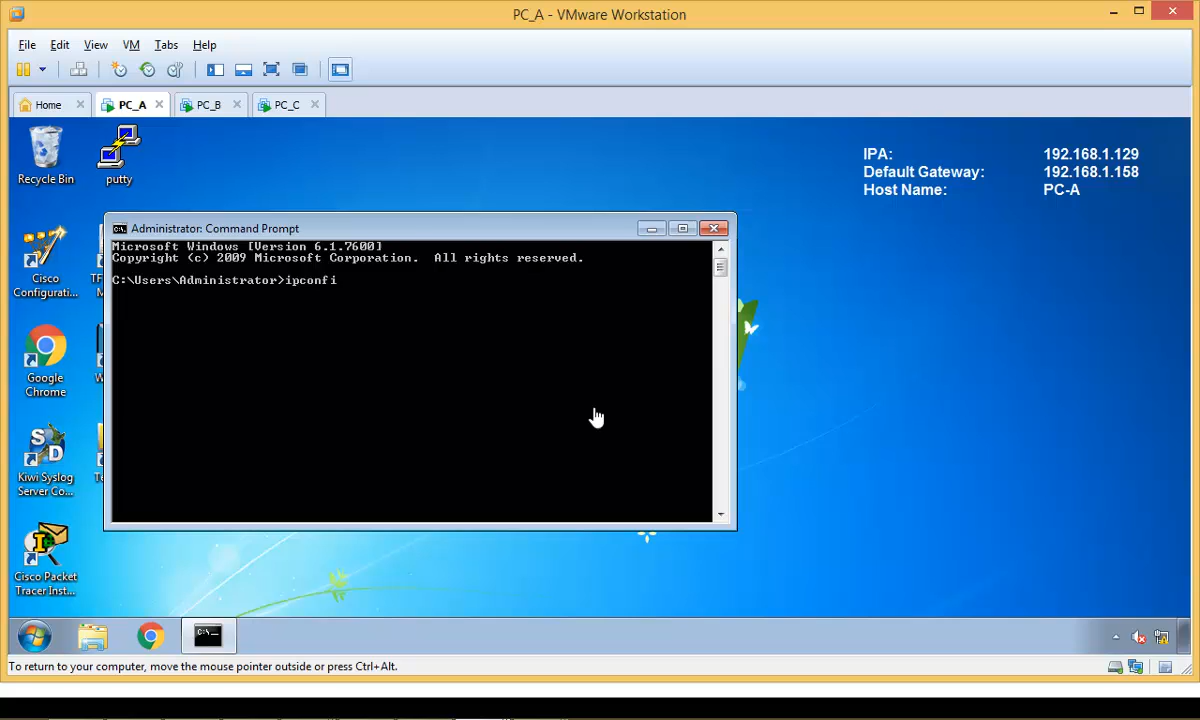 PC_A - VMware Workstation
File Edit View VM Tabs Help
Home PC_A PC_B PC_C
Recycle Bin
putty
IPA: 192.168.1.129
Default Gateway: 192.168.1.158
Host Name: PC-A
Administrator: Command Prompt
Microsoft Windows [Version 6.1.7600]
Copyright (c) 2009 Microsoft Corporation. All rights reserved.
C:\Users\Administrator>ipconfi
Cisco
Configurati...
Google
Chrome
Kiwi Syslog
Server Co...
Cisco Packet
Tracer Inst...
To return to your computer, move the mouse pointer outside or press Ctrl+Alt.